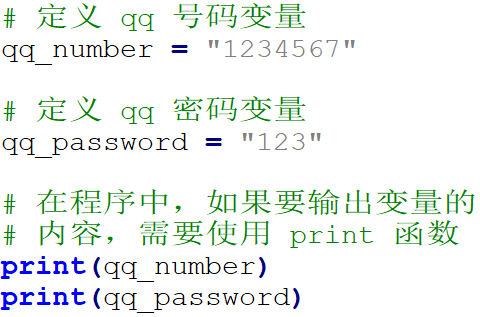 # 定义 qq 号码变量
qq_number = "1234567"
# 定义 qq 密码变量
qq_password = "123"
# 在程序中，如果要输出变量的
# 内容，需要使用 print 函数
print(qq_number)
print(qq_password)